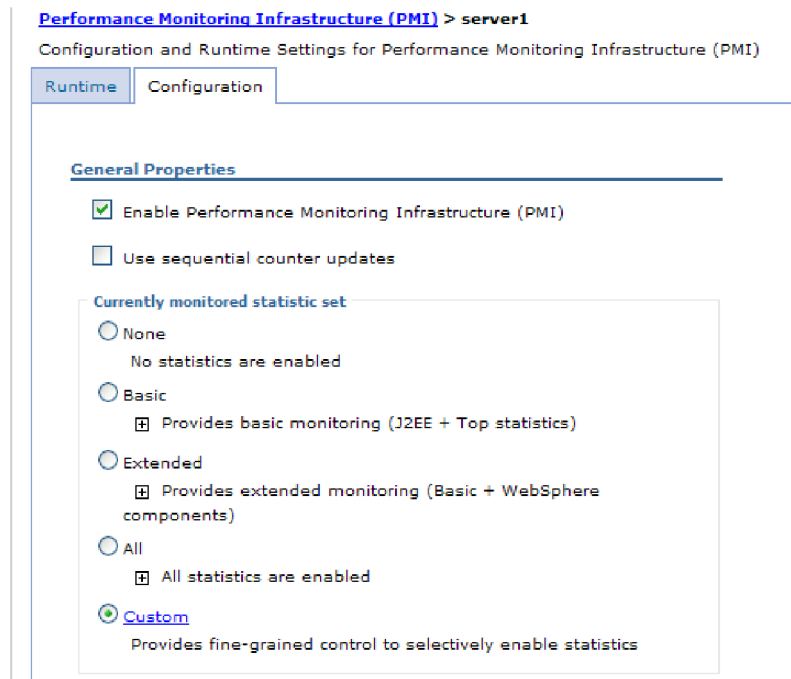 Performance Monitoring Infrastructure (PMI) > server1
Configuration and Runtime Settings for Performance Monitoring Infrastructure (PMI)
Runtime
Configuration
General Properties
Enable Performance Monitoring Infrastructure (PMI)
Use sequential counter updates
Currently monitored statistic set
None
No statistics are enabled
Basic
Provides basic monitoring (J2EE + Top statistics)
Extended
Provides extended monitoring (Basic + WebSphere
components)
All
All statistics are enabled
Custom
Provides fine-grained control to selectively enable statistics